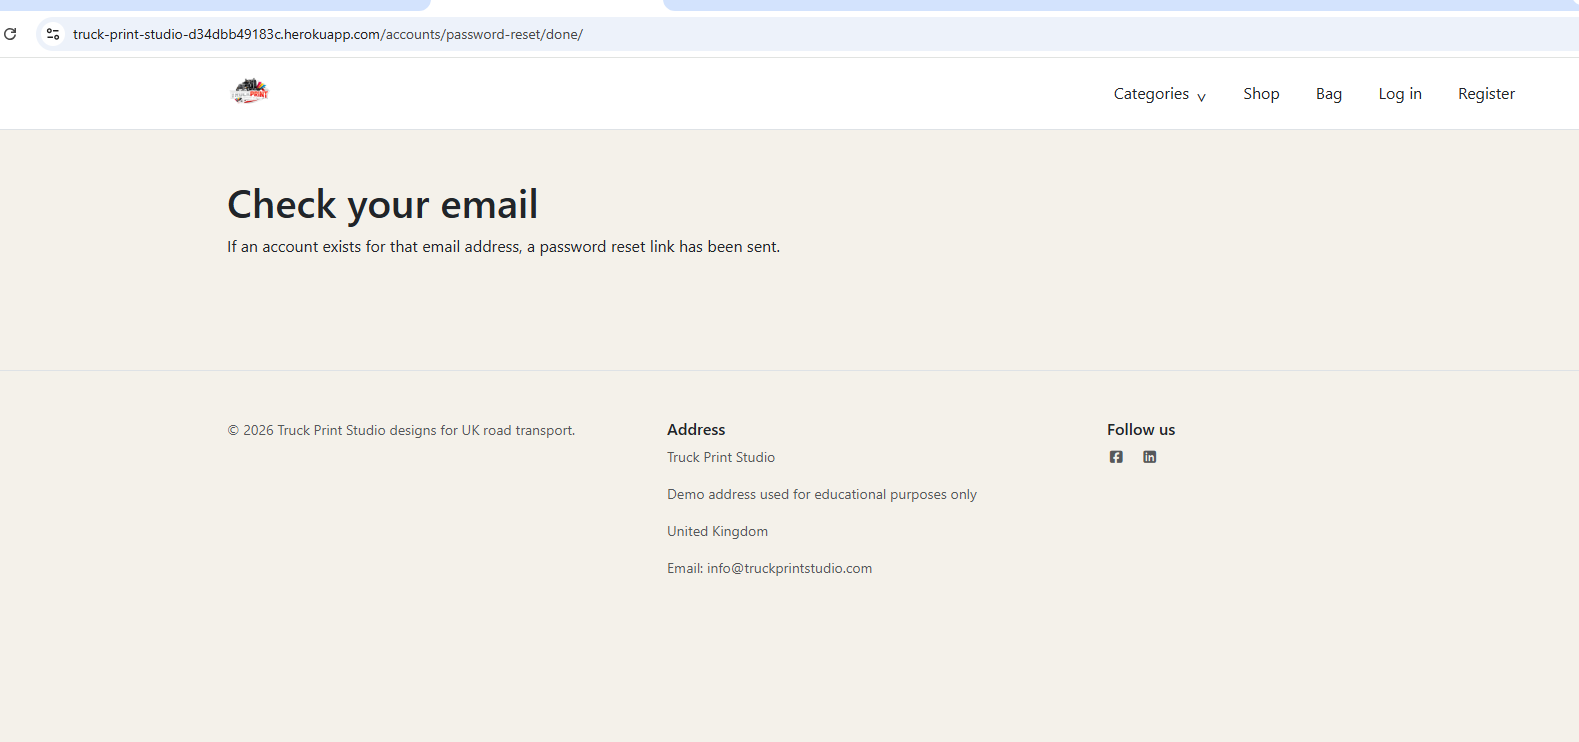 truck-print-studio-d34dbb49183c.herokuapp.com/accounts/password-reset/done/
Categories
Shop
Bag
Log in
Register
Check your email
If an account exists for that email address, a password reset link has been sent.
© 2026 Truck Print Studio designs for UK road transport.
Address
Truck Print Studio
Demo address used for educational purposes only
United Kingdom
Email: info@truckprintstudio.com
Follow us